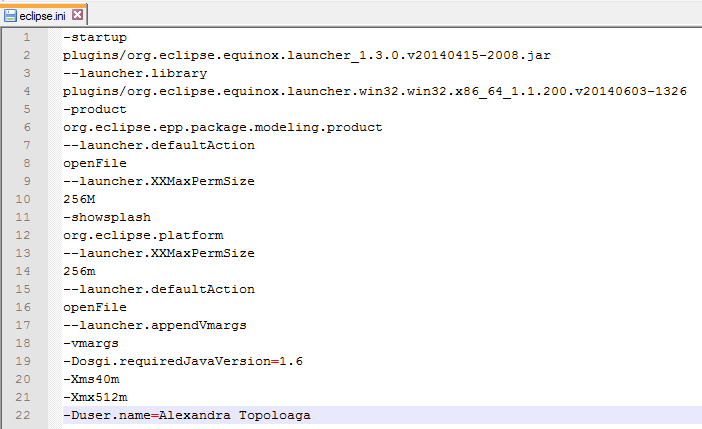 eclipse.ini
1 -startup
2 plugins/org.eclipse.equinox.launcher_1.3.0.v20140415-2008.jar
3 --launcher.library
4 plugins/org.eclipse.equinox.launcher.win32.win32.x86_64_1.1.200.v20140603-1326
5 -product
6 org.eclipse.epp.package.modeling.product
7 --launcher.defaultAction
8 openFile
9 --launcher.XXMaxPermSize
10 256M
11 -showsplash
12 org.eclipse.platform
13 --launcher.XXMaxPermSize
14 256m
15 --launcher.defaultAction
16 openFile
17 --launcher.appendVmargs
18 -vmargs
19 -Dosgi.requiredJavaVersion=1.6
20 -Xms40m
21 -Xmx512m
22 -Duser.name=Alexandra Topoloaga